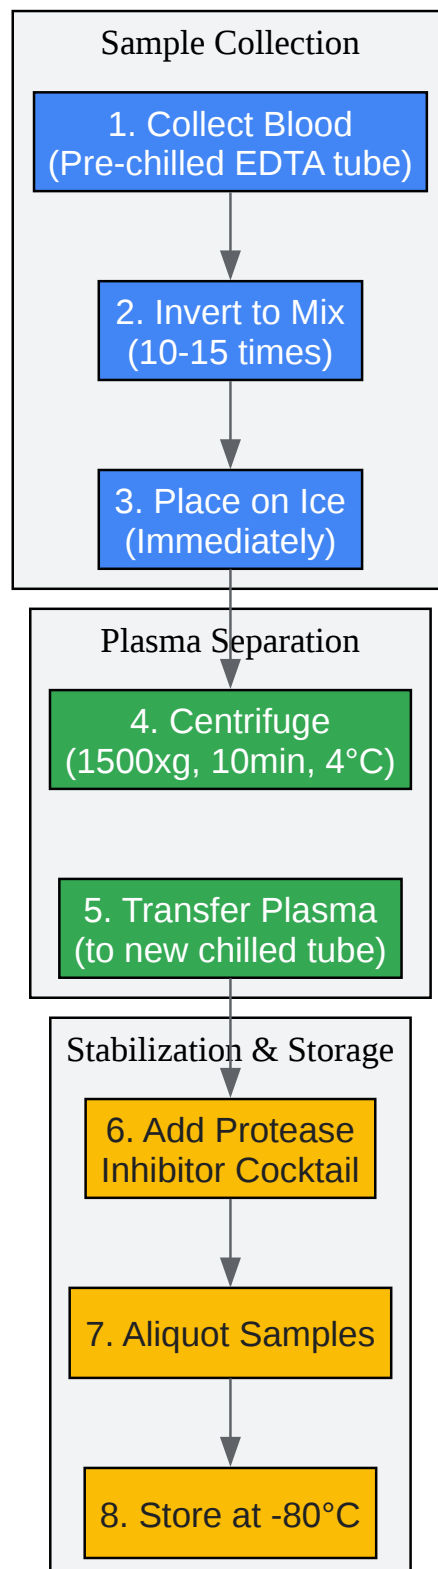 Sample Collection
1. Collect Blood
(Pre-chilled EDTA tube)
2. Invert to Mix
(10-15 times)
3. Place on Ice
(Immediately)
Plasma Separation
4. Centrifuge
(1500xg, 10min, 4°C)
5. Transfer Plasma
(to new chilled tube)
Stabilization & Storage
6. Add Protease
Inhibitor Cocktail
7. Aliquot Samples
8. Store at -80°C